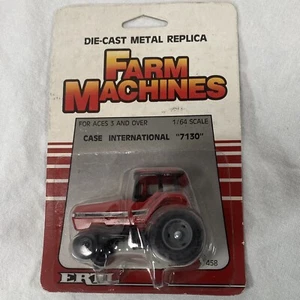 DIE-CAST METAL REPLICA
FARM
MACHINES
FOR AGES 3 AND OVER 1/64 SCALE
CASE INTERNATIONAL "7130"
ERTL
458